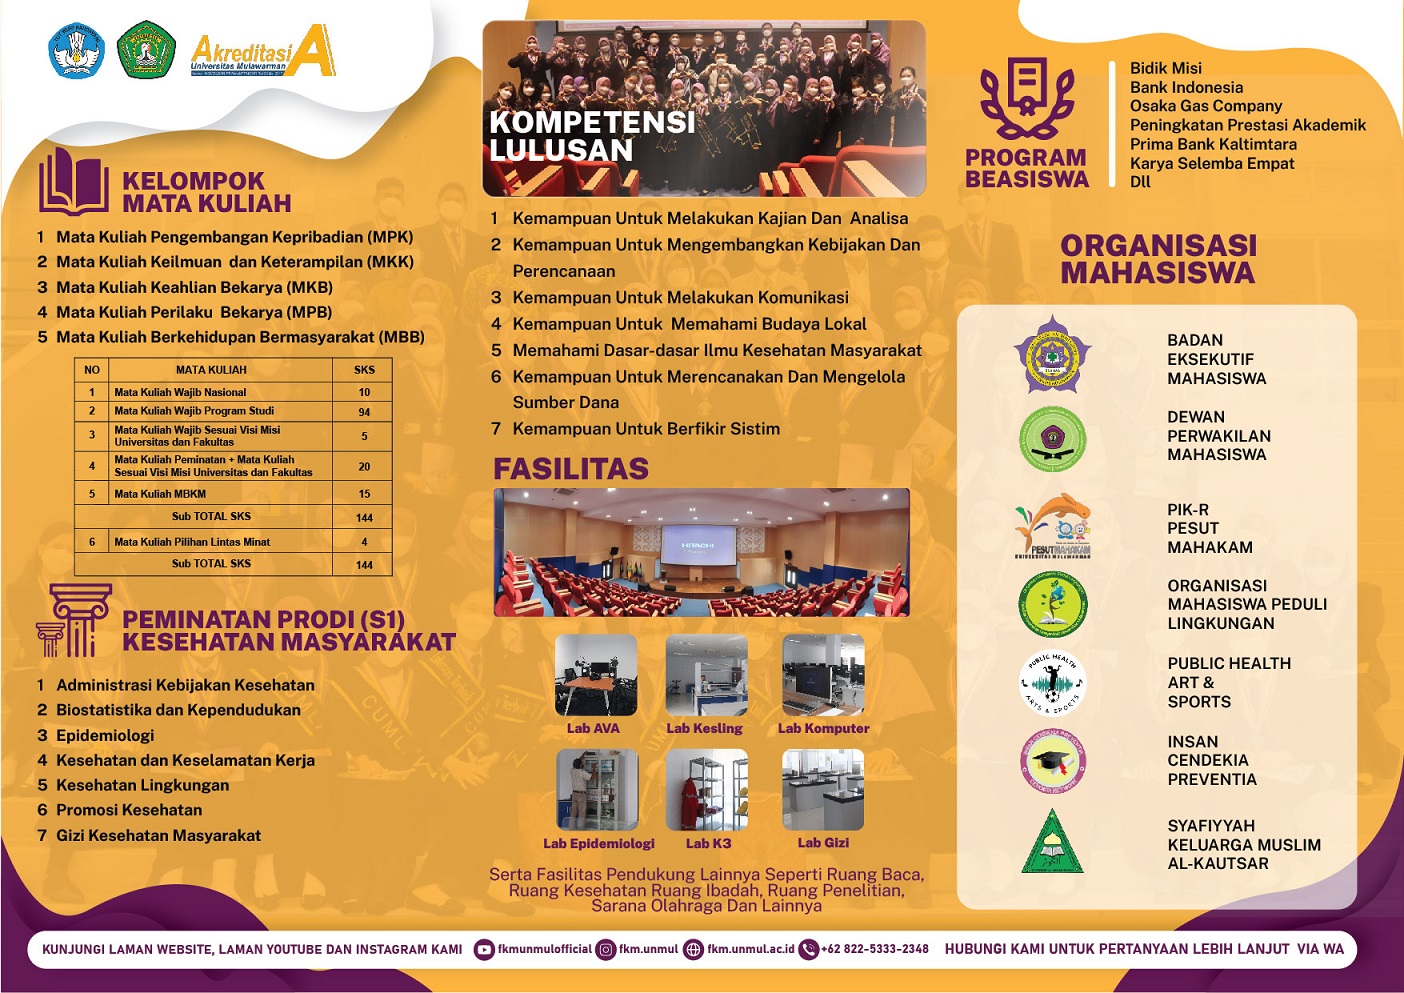 Akreditasi A
Universitas Mulawarman
KELOMPOK
MATA KULIAH
1 Mata Kuliah Pengembangan Kepribadian (MPK)
2 Mata Kuliah Keilmuan dan Keterampilan (MKK)
3 Mata Kuliah Keahlian Bekarya (MKB)
4 Mata Kuliah Perilaku Bekarya (MPB)
5 Mata Kuliah Berkehidupan Bermasyarakat (MBB)
NO MATA KULIAH SKS
1 Mata Kuliah Wajib Nasional 10
2 Mata Kuliah Wajib Program Studi 94
3 Mata Kuliah Wajib Sesuai Visi Misi
Universitas dan Fakultas 5
4 Mata Kuliah Peminatan + Mata Kuliah
Sesuai Visi Misi Universitas dan Fakultas 20
5 Mata Kuliah MBKM 15
Sub TOTAL SKS 144
6 Mata Kuliah Pilihan Lintas Minat 4
Sub TOTAL SKS 144
PEMINATAN PRODI (S1)
KESEHATAN MASYARAKAT
1 Administrasi Kebijakan Kesehatan
2 Biostatistika dan Kependudukan
3 Epidemiologi
4 Kesehatan dan Keselamatan Kerja
5 Kesehatan Lingkungan
6 Promosi Kesehatan
7 Gizi Kesehatan Masyarakat
KOMPETENSI
LULUSAN
1 Kemampuan Untuk Melakukan Kajian Dan Analisa
2 Kemampuan Untuk Mengembangkan Kebijakan Dan
Perencanaan
3 Kemampuan Untuk Melakukan Komunikasi
4 Kemampuan Untuk Memahami Budaya Lokal
5 Memahami Dasar-dasar Ilmu Kesehatan Masyarakat
6 Kemampuan Untuk Merencanakan Dan Mengelola
Sumber Dana
7 Kemampuan Untuk Berfikir Sistim
FASILITAS
HITACHI
Lab AVA
Lab Kesling
Lab Komputer
Lab Epidemiologi
Lab K3
Lab Gizi
Serta Fasilitas Pendukung Lainnya Seperti Ruang Baca,
Ruang Kesehatan Ruang Ibadah, Ruang Penelitian,
Sarana Olahraga Dan Lainnya
PROGRAM
BEASISWA
Bidik Misi
Bank Indonesia
Osaka Gas Company
Peningkatan Prestasi Akademik
Prima Bank Kaltimtara
Karya Selemba Empat
Dll
ORGANISASI
MAHASISWA
BADAN
EKSEKUTIF
MAHASISWA
DEWAN
PERWAKILAN
MAHASISWA
PESUTMAHAKAM
UNIVERSITAS MULAWARMAN
PIK-R
PESUT
MAHAKAM
ORGANISASI
MAHASISWA PEDULI
LINGKUNGAN
PUBLIC HEALTH
ARTS & SPORTS
PUBLIC HEALTH
ART &
SPORTS
INSAN
CENDEKIA
PREVENTIA
SYAFIYYAH
KELUARGA MUSLIM
AL-KAUTSAR
KUNJUNGI LAMAN WEBSITE, LAMAN YOUTUBE DAN INSTAGRAM KAMI fkmunmulofficial fkm.unmul fkm.unmul.ac.id +62 822-5333-2348 HUBUNGI KAMI UNTUK PERTANYAAN LEBIH LANJUT VIA WA